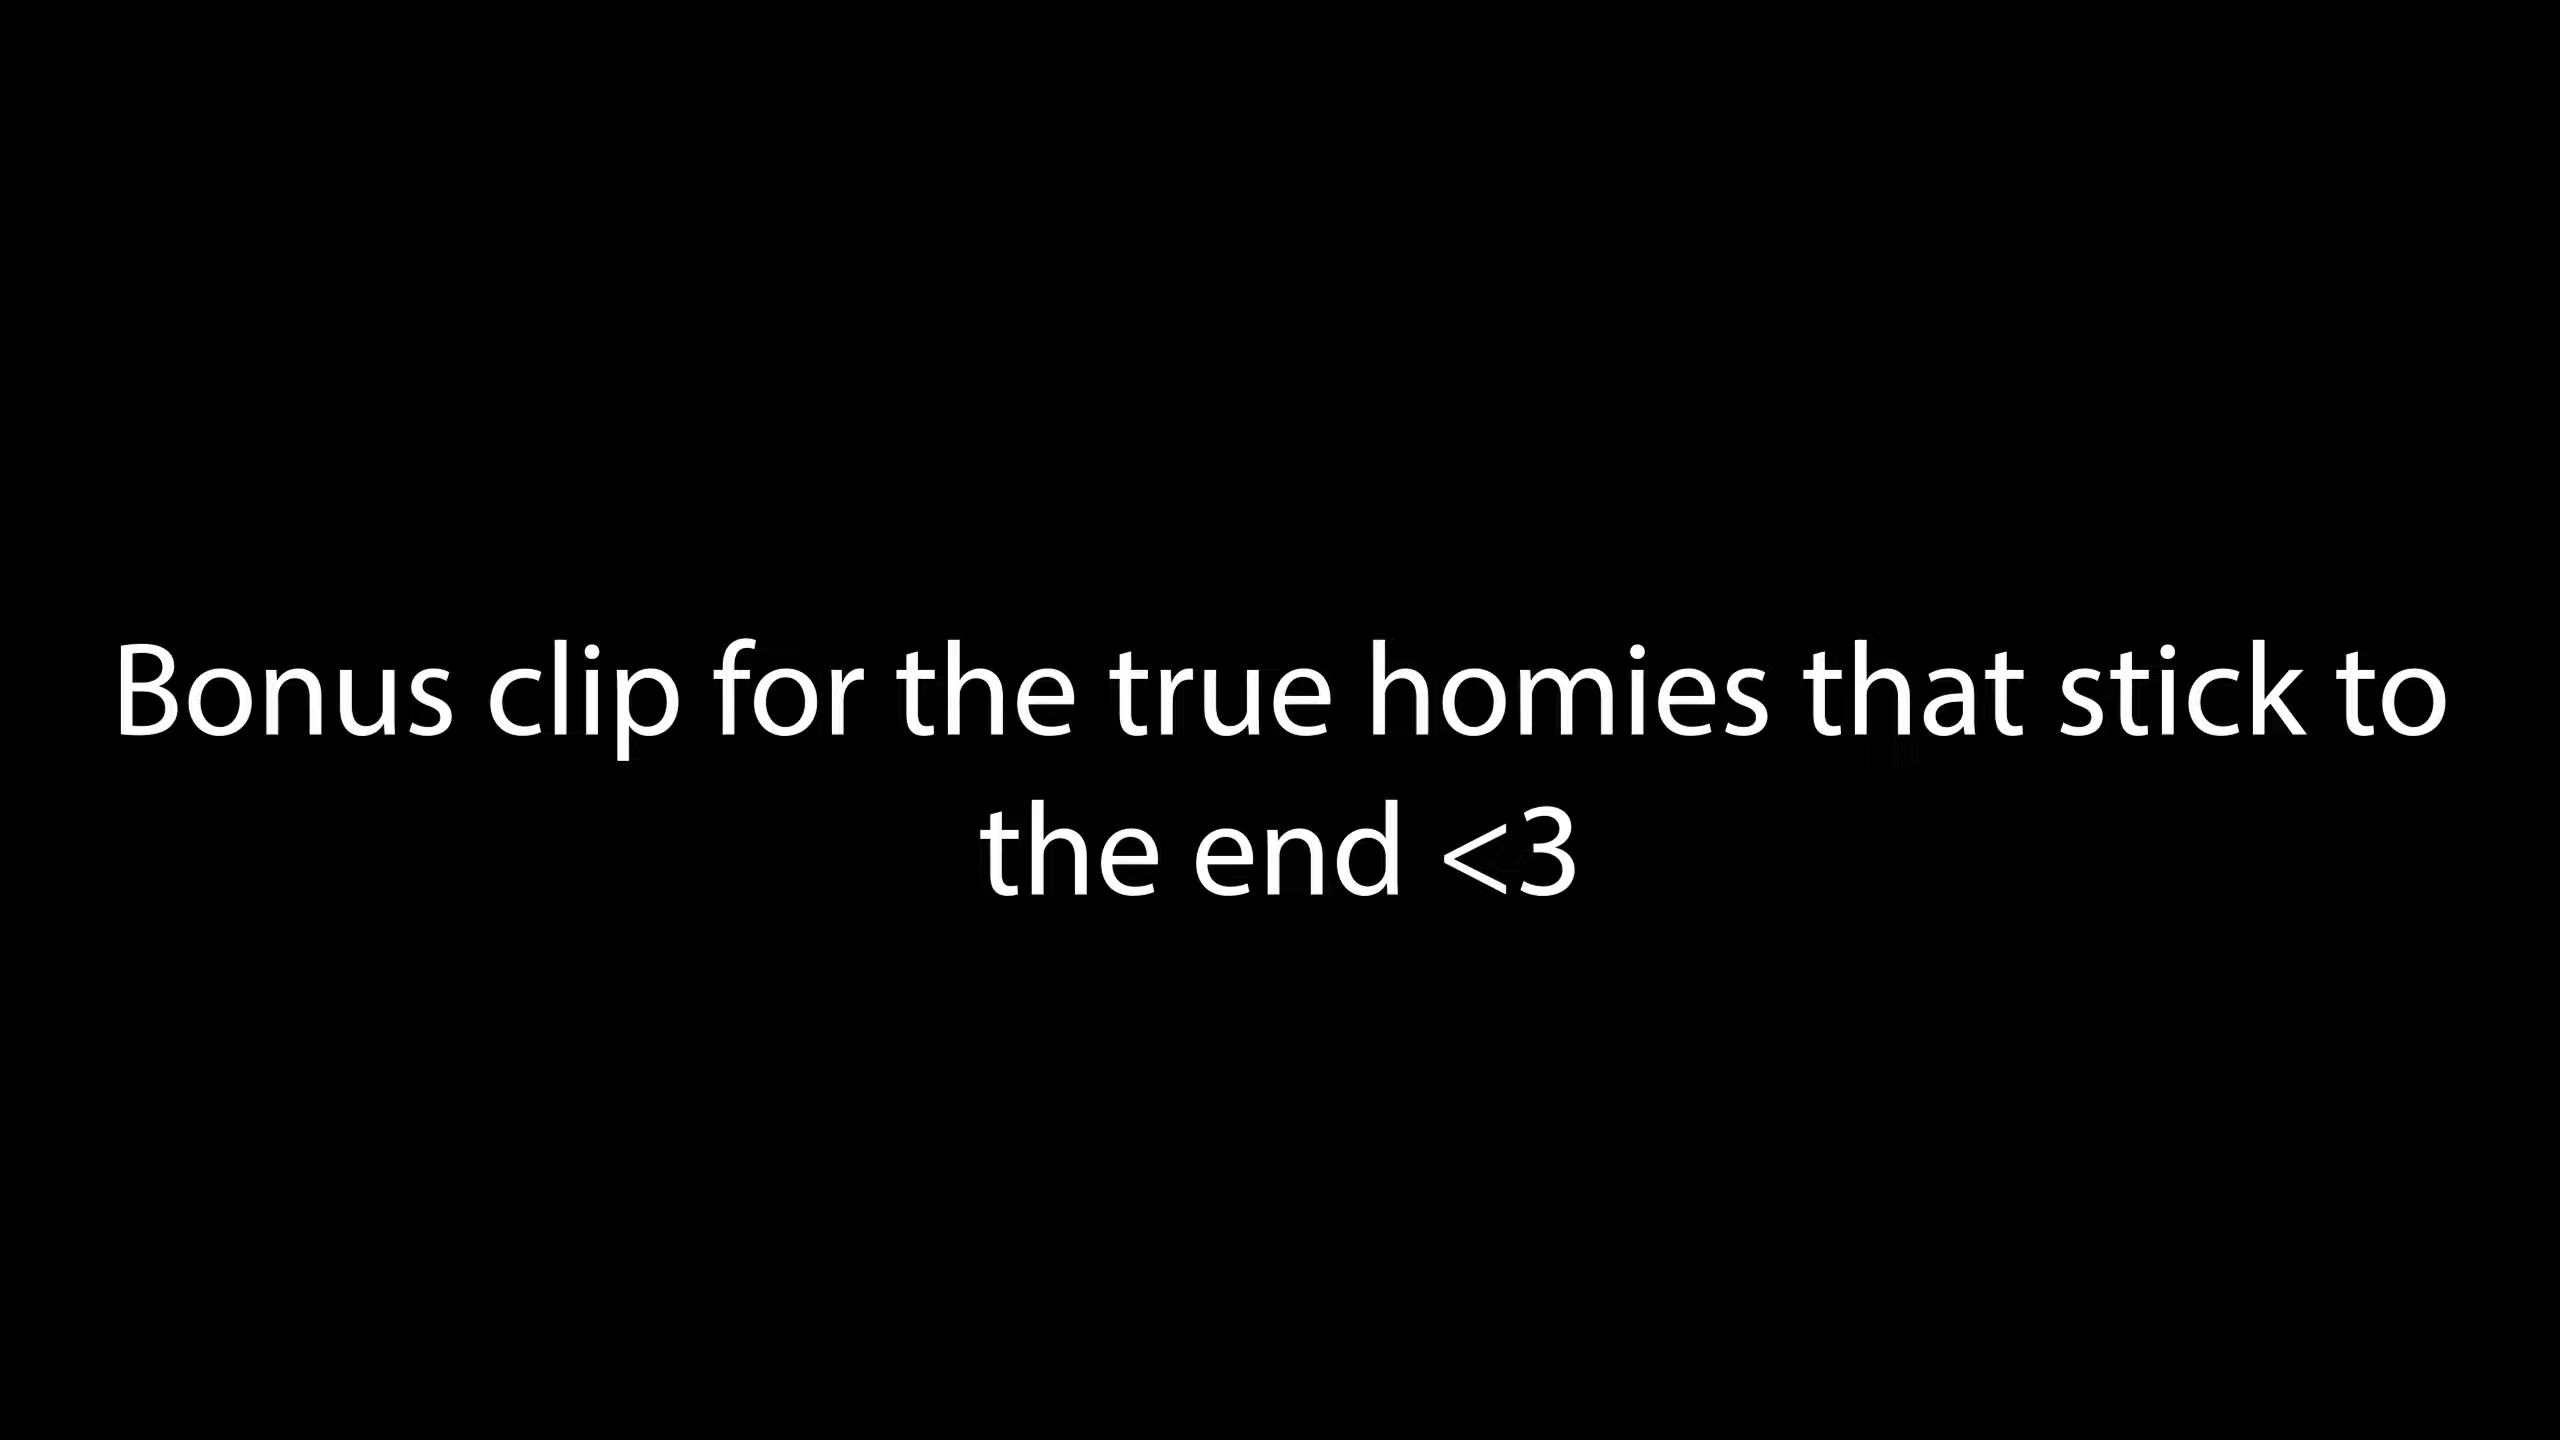 Bonus clip for the true homies that stick to
the end <3